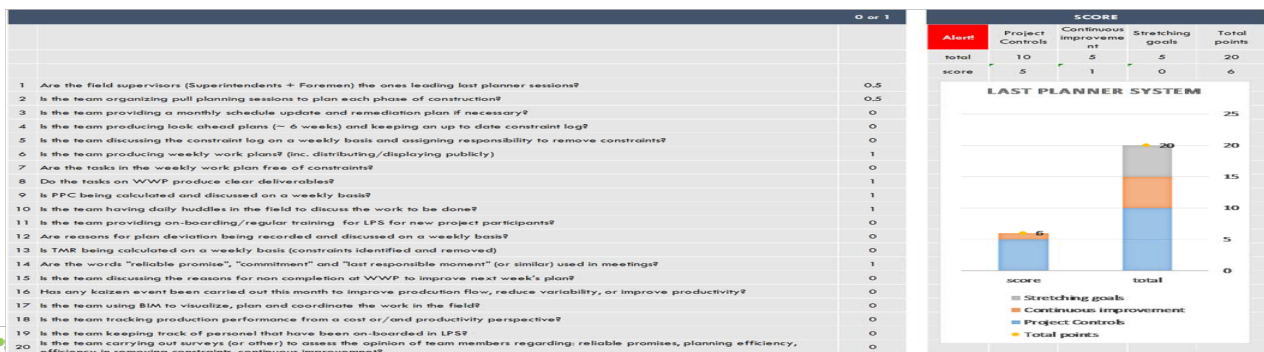 0 or 1
1 Are the field supervisors (Superintendents + Foremen) the ones leading last planner sessions? 0.5
2 Is the team organizing pull planning sessions to plan each phase of construction? 0.5
3 Is the team providing a monthly schedule update and remediation plan if necessary? 0
4 Is the team producing look ahead plans (~ 6 weeks) and keeping an up to date constraint log? 0
5 Is the team discussing the constraint log on a weekly basis and assigning responsibility to remove constraints? 0
6 Is the team producing weekly work plans? (inc. distributing/displaying publicly) 1
7 Are the tasks in the weekly work plan free of constraints? 0
8 Do the tasks on WWP produce clear deliverables? 1
9 Is PPC being calculated and discussed on a weekly basis? 1
10 Is the team having daily huddles in the field to discuss the work to be done? 1
11 Is the team providing on-boarding/regular training for LPS for new project participants? 0
12 Are reasons for plan deviation being recorded and discussed on a weekly basis? 0
13 Is TMR being calculated on a weekly basis (constraints identified and removed) 0
14 Are the words "reliable promise", "commitment" and "last responsible moment" (or similar) used in meetings? 1
15 Is the team discussing the reasons for non completion at WWP to improve next week's plan? 0
16 Has any kaizen event been carried out this month to improve prodcution flow, reduce variability, or improve productivity? 0
17 Is the team using BIM to visualize, plan and coordinate the work in the field? 0
18 Is the team tracking production performance from a cost or/and productivity perspective? 0
19 Is the team keeping track of personel that have been on-boarded in LPS? 0
20 Is the team carrying out surveys (or other) to assess the opinion of team members regarding: reliable promises, planning efficiency, 0
efficiency in removing constraints, continuous improvement?
SCORE
Alert! Project Controls Continuous improvement Stretching goals Total points
total 10 5 5 20
score 5 1 0 6
LAST PLANNER SYSTEM
25
20
15
10
5
0
6
20
score total
Stretching goals
Continuous improvement
Project Controls
Total points